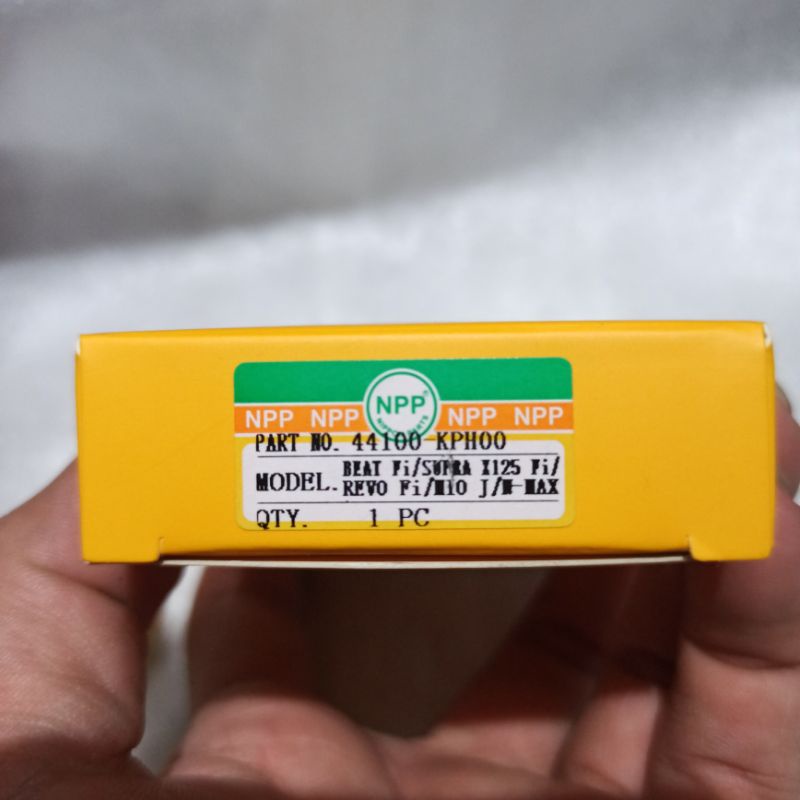 NPP NPP NPP® NPP NPP
PART NO. 44100-KPH00
MODEL. BEAT Fi/SUPRA X125 Fi/
REVO Fi/MiO J/N-MAX
QTY. 1 PC